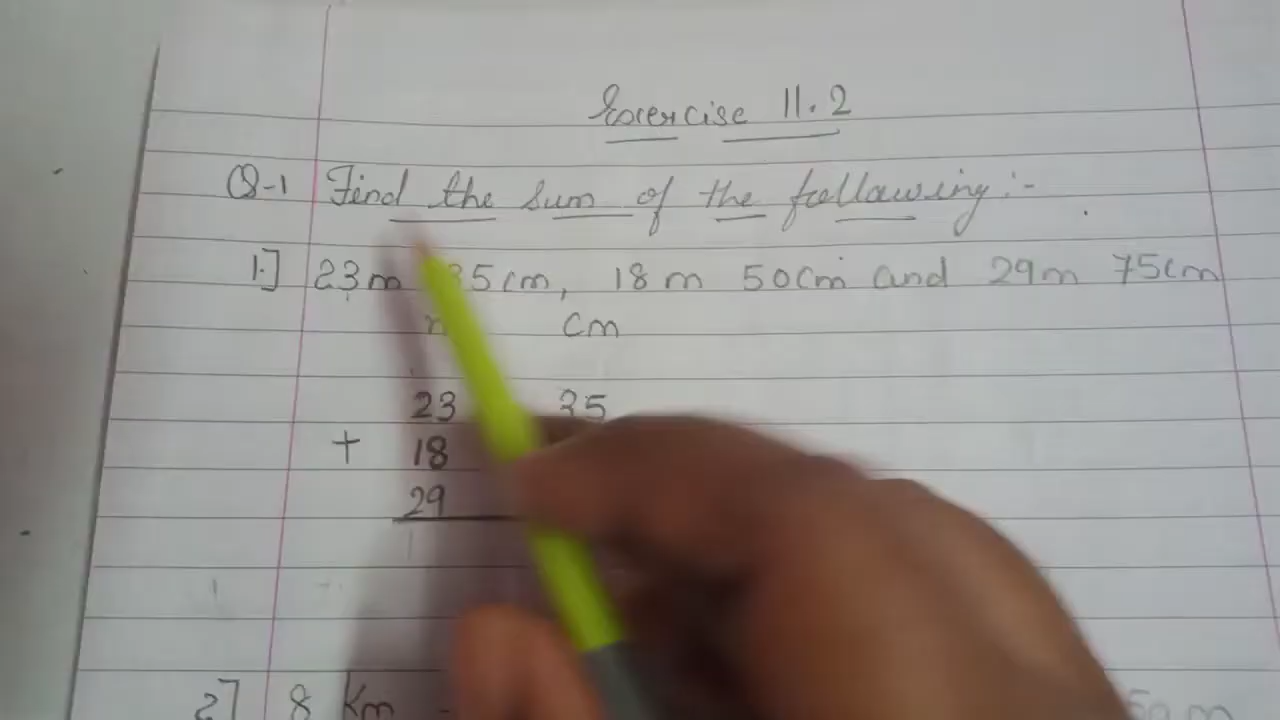 Exercise 11.2
Q-1 Find the sum of the following :-
1.] 23m 35cm, 18m 50cm and 29m 75cm
cm
23 35
+ 18
29
2] 8 Km